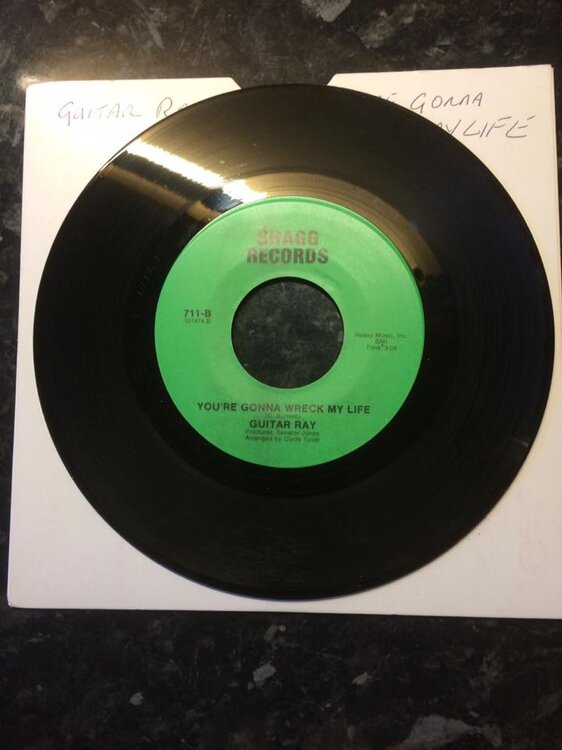 GUITAR
GONNA
LIFE
SHAGG
RECORDS
711-B
Heavy Music, Inc.
BMI
Time: 3:04
YOU'RE GONNA WRECK MY LIFE
GUITAR RAY
Producer: Senator Jones
Arranged by Clyde Toval